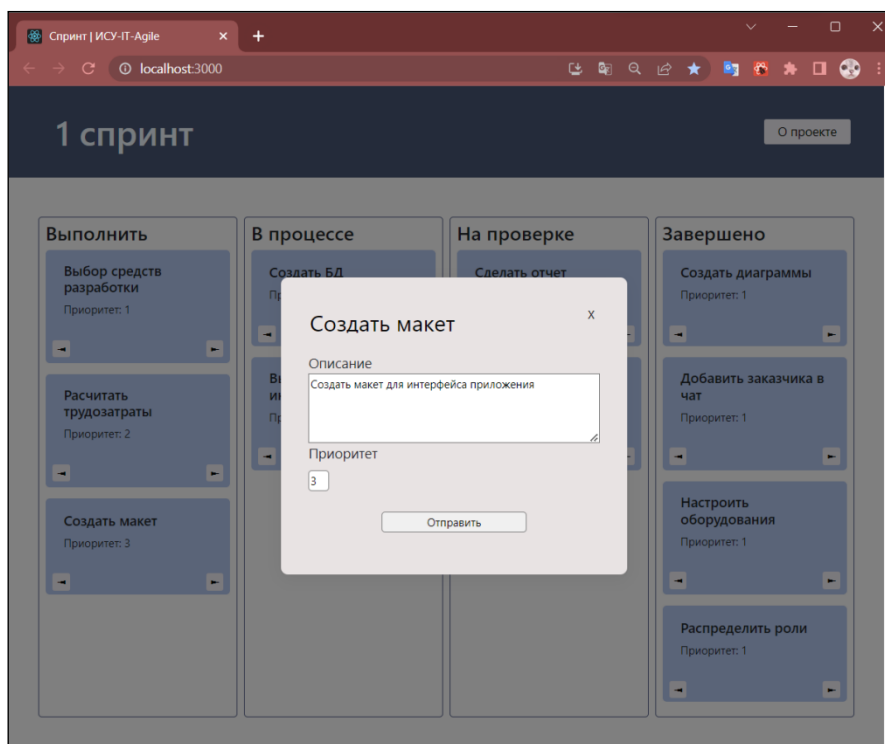 Спринт | ИСУ-IT-Agile
localhost:3000
1 спринт
О проекте
Выполнить
Выбор средств
разработки
Приоритет: 1
Расчитать
трудозатраты
Приоритет: 2
Создать макет
Приоритет: 3
В процессе
Создать БД
На проверке
Сделать отчет
Завершено
Создать диаграммы
Приоритет: 1
Добавить заказчика в
чат
Приоритет: 1
Настроить
оборудования
Приоритет: 1
Распределить роли
Приоритет: 1
Создать макет
x
Описание
Создать макет для интерфейса приложения
Приоритет
3
Отправить